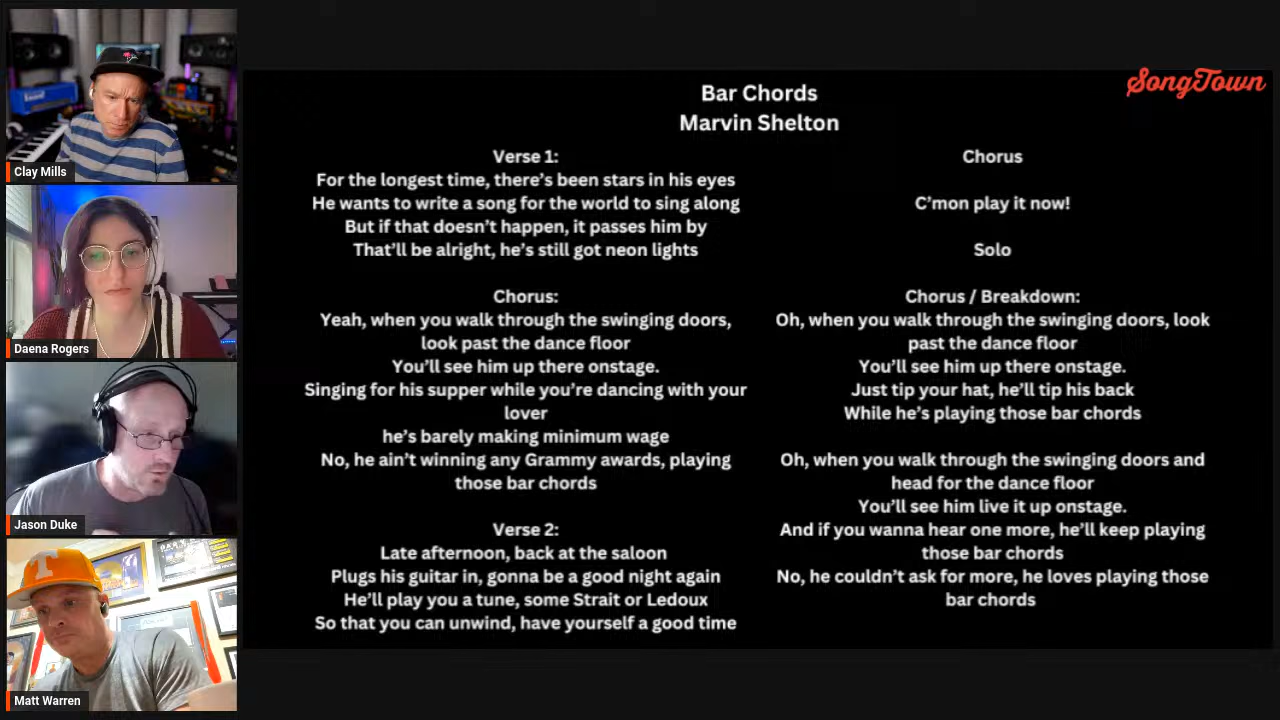 Clay Mills
Daena Rogers
Jason Duke
T
Matt Warren
SongTown
Bar Chords
Marvin Shelton
Verse 1:
For the longest time, there's been stars in his eyes
He wants to write a song for the world to sing along
But if that doesn't happen, it passes him by
That'll be alright, he's still got neon lights
Chorus:
Yeah, when you walk through the swinging doors,
look past the dance floor
You'll see him up there onstage.
Singing for his supper while you're dancing with your
lover
he's barely making minimum wage
No, he ain't winning any Grammy awards, playing
those bar chords
Verse 2:
Late afternoon, back at the saloon
Plugs his guitar in, gonna be a good night again
He'll play you a tune, some Strait or Ledoux
So that you can unwind, have yourself a good time
Chorus
C'mon play it now!
Solo
Chorus / Breakdown:
Oh, when you walk through the swinging doors, look
past the dance floor
You'll see him up there onstage.
Just tip your hat, he'll tip his back
While he's playing those bar chords
Oh, when you walk through the swinging doors and
head for the dance floor
You'll see him live it up onstage.
And if you wanna hear one more, he'll keep playing
those bar chords
No, he couldn't ask for more, he loves playing those
bar chords